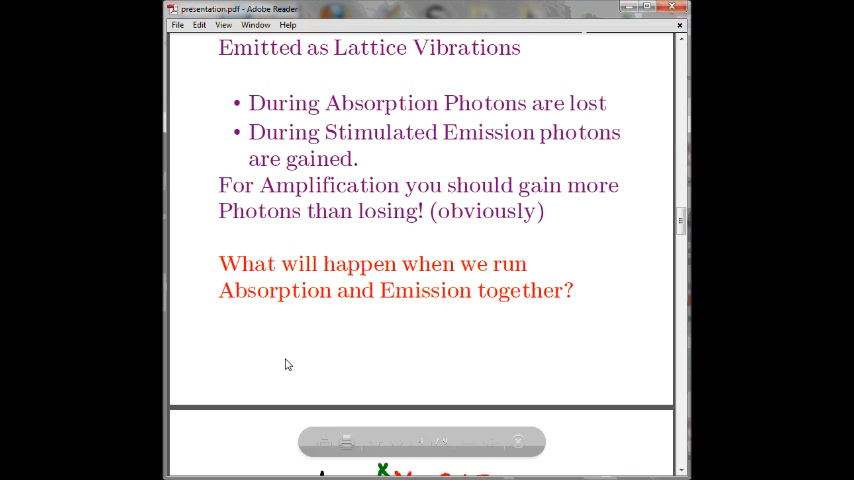 presentation.pdf - Adobe Reader
File Edit View Window Help
Emitted as Lattice Vibrations
• During Absorption Photons are lost
• During Stimulated Emission photons
are gained.
For Amplification you should gain more
Photons than losing! (obviously)
What will happen when we run
Absorption and Emission together?